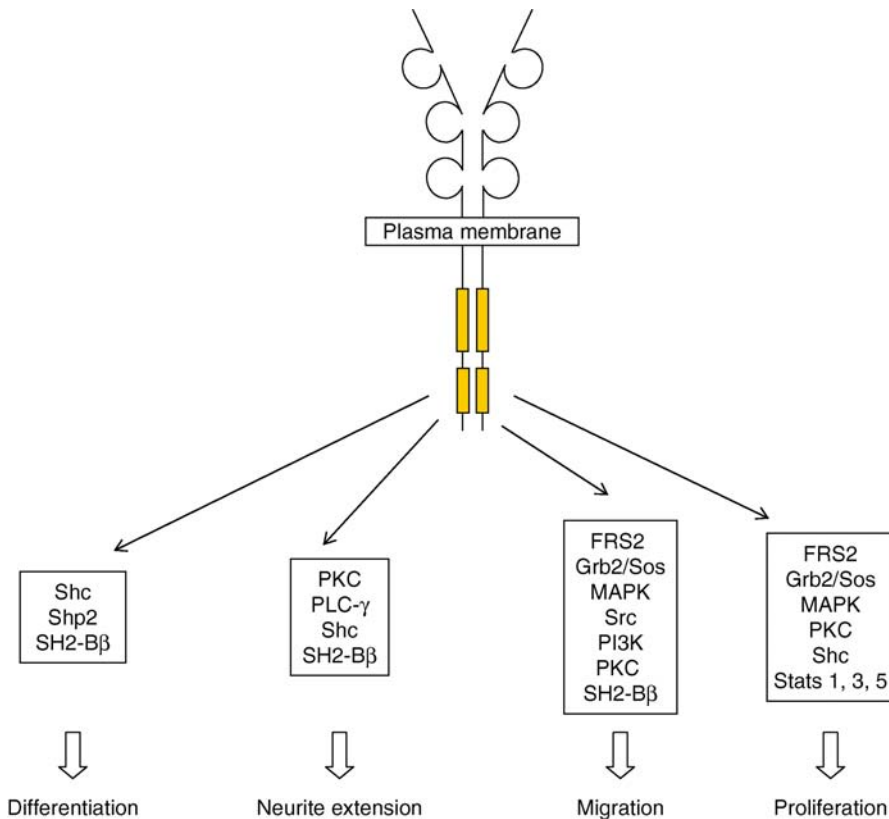 Plasma membrane
Shc
Shp2
SH2-Bβ
PKC
PLC-γ
Shc
SH2-Bβ
FRS2
Grb2/Sos
MAPK
Src
PI3K
PKC
SH2-Bβ
FRS2
Grb2/Sos
MAPK
PKC
Shc
Stats 1, 3, 5
Differentiation
Neurite extension
Migration
Proliferation